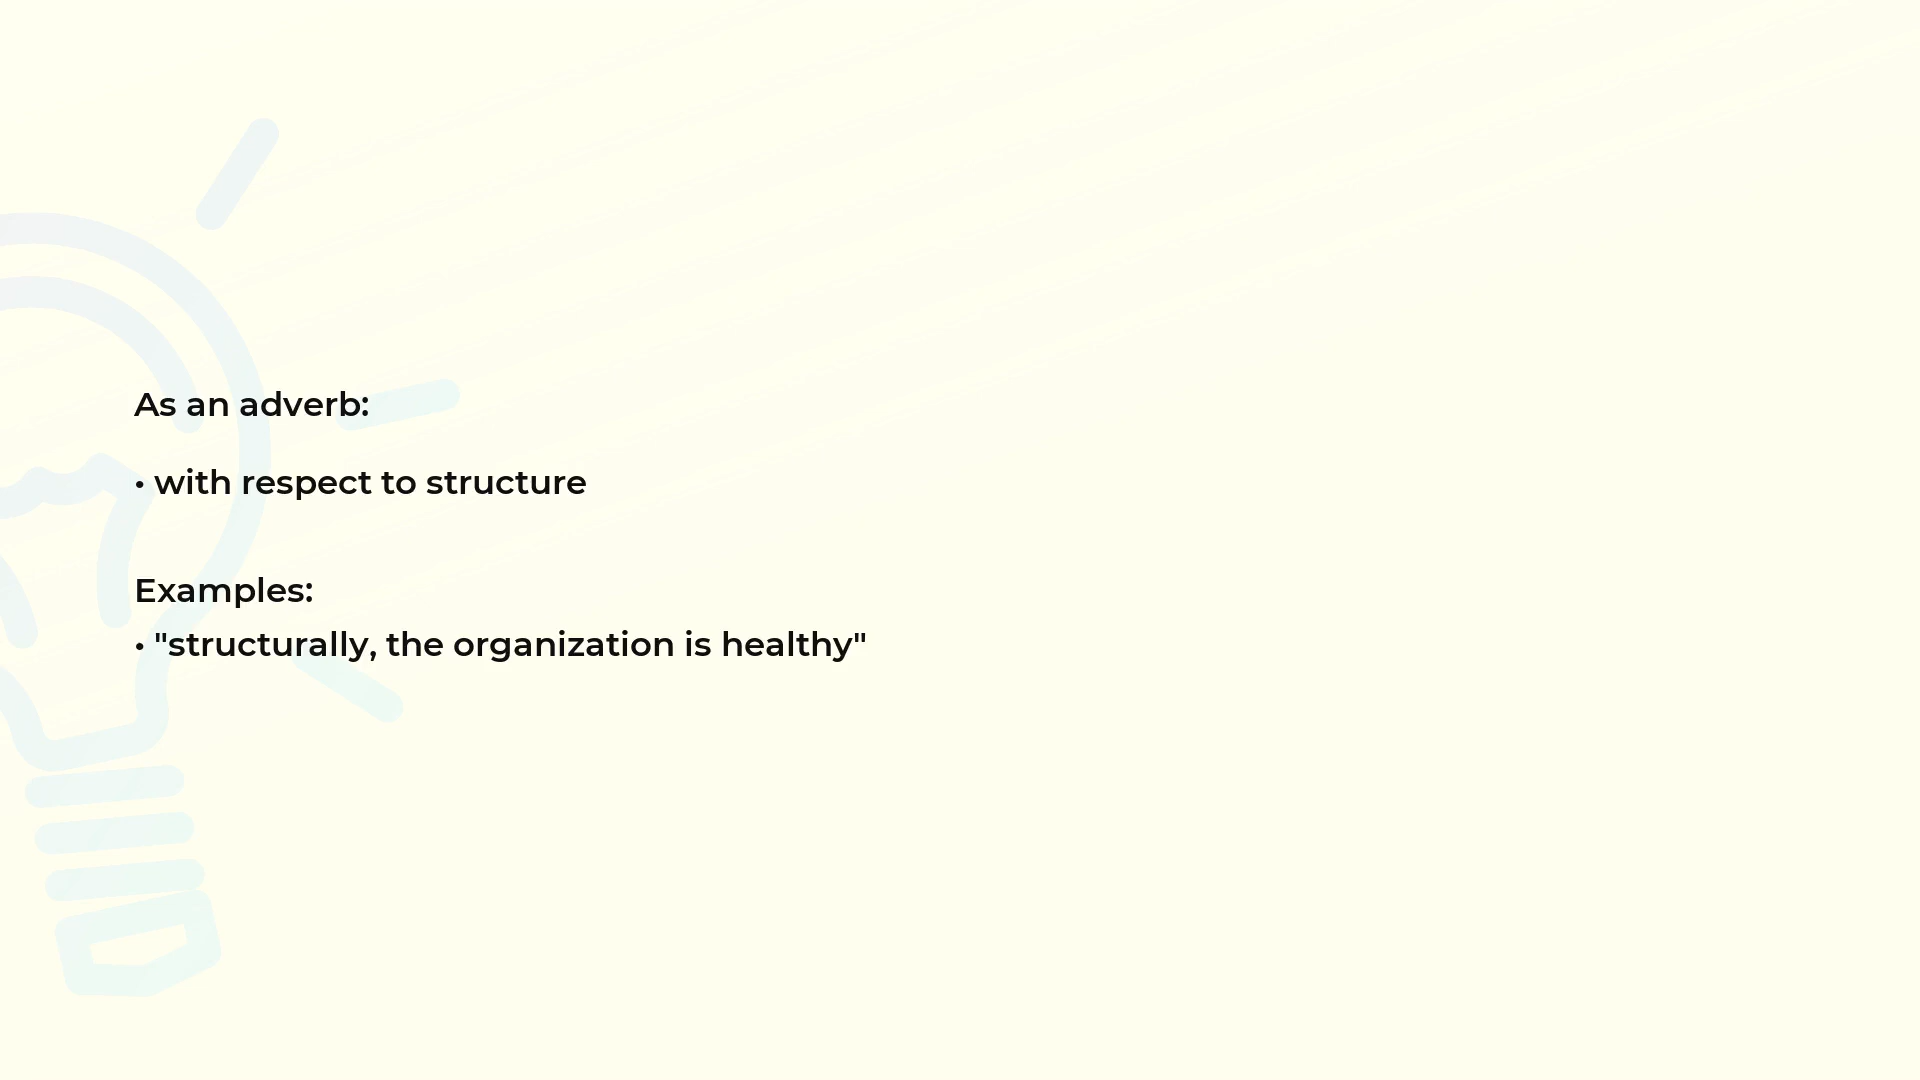 As an adverb:
• with respect to structure
Examples:
• "structurally, the organization is healthy"